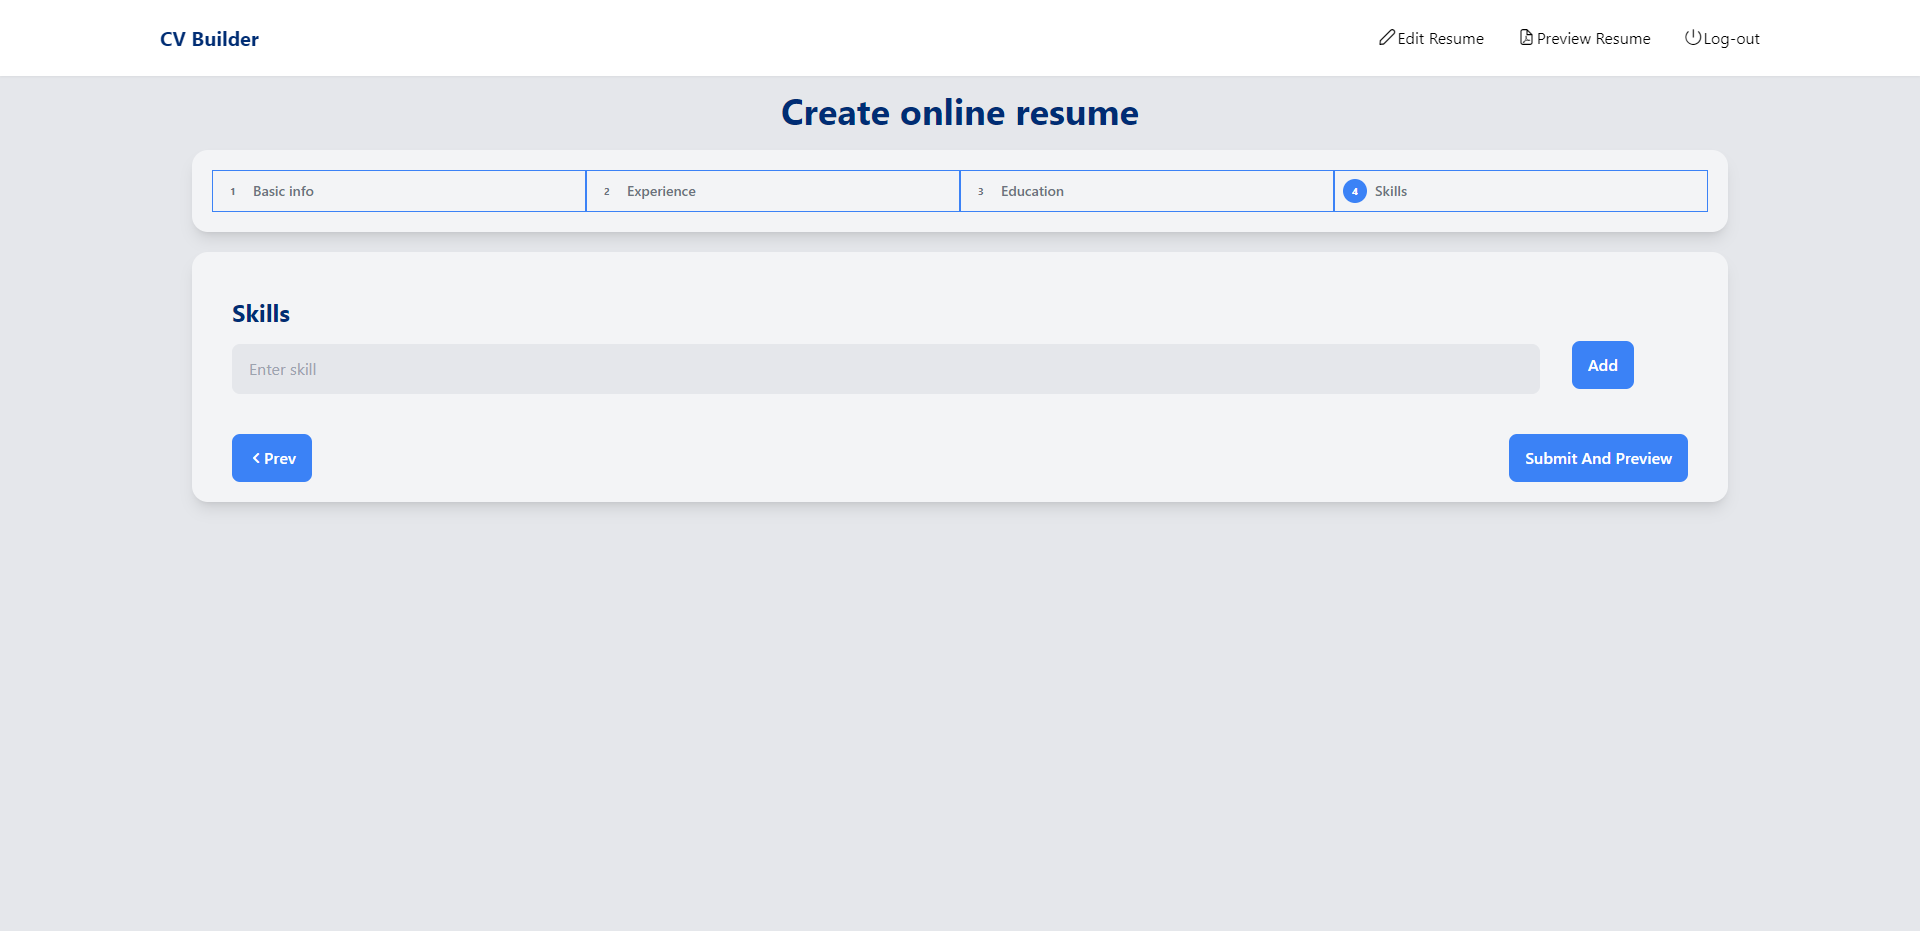 CV Builder
Edit Resume
Preview Resume
Log-out
Create online resume
1 Basic info
2 Experience
3 Education
4 Skills
Skills
Enter skill
Add
Prev
Submit And Preview